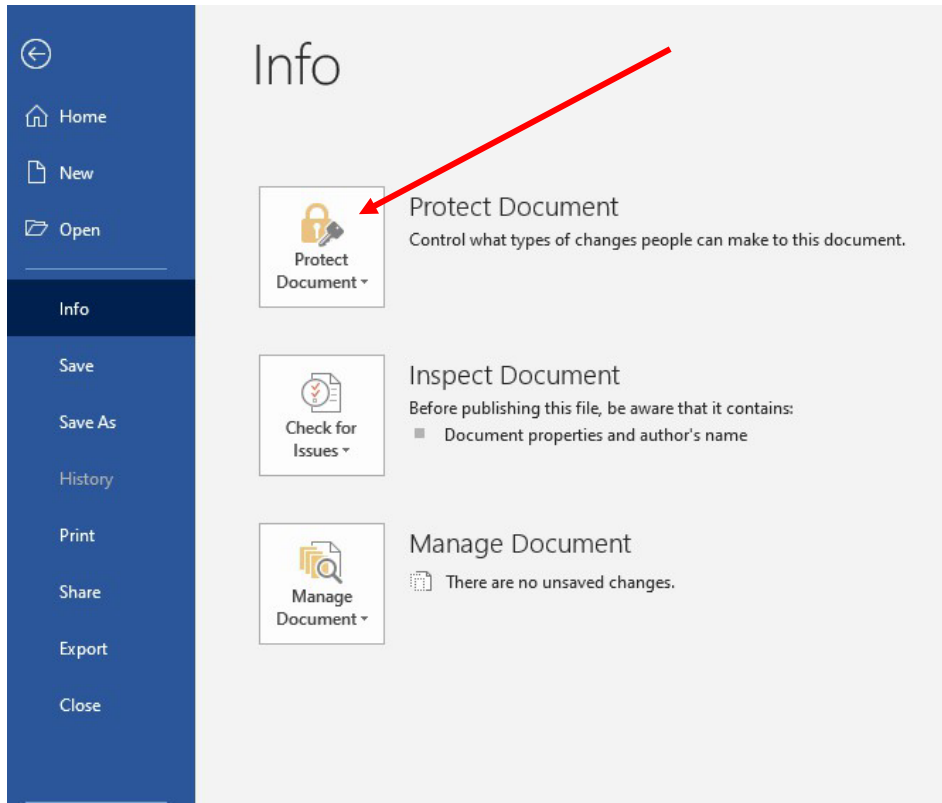 Info
Home
New
Open
Info
Save
Save As
History
Print
Share
Export
Close
Protect
Document
Protect Document
Control what types of changes people can make to this document.
Check for
Issues
Inspect Document
Before publishing this file, be aware that it contains:
Document properties and author's name
Manage
Document
Manage Document
There are no unsaved changes.